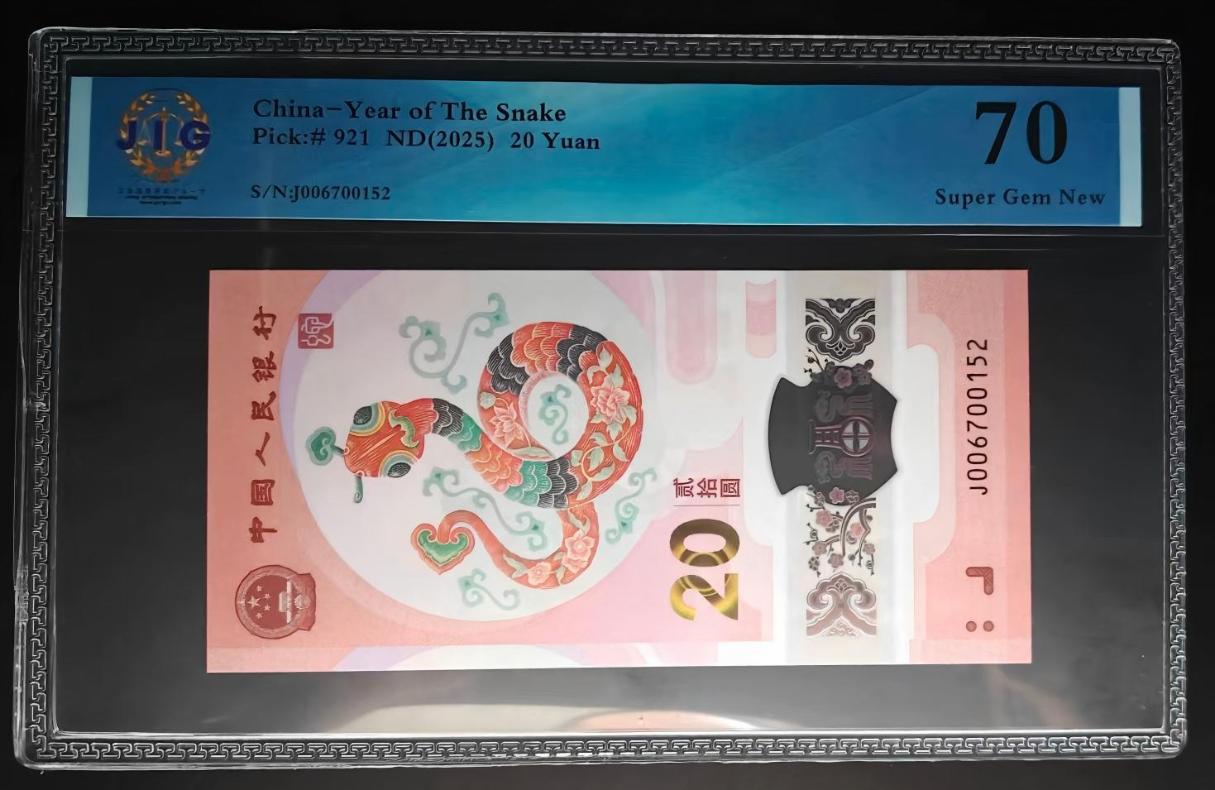 JIG
China-Year of The Snake
Pick:# 921 ND(2025) 20 Yuan
S/N:J006700152
70
Super Gem New
中国人民银行
贰拾圆
20
J006700152